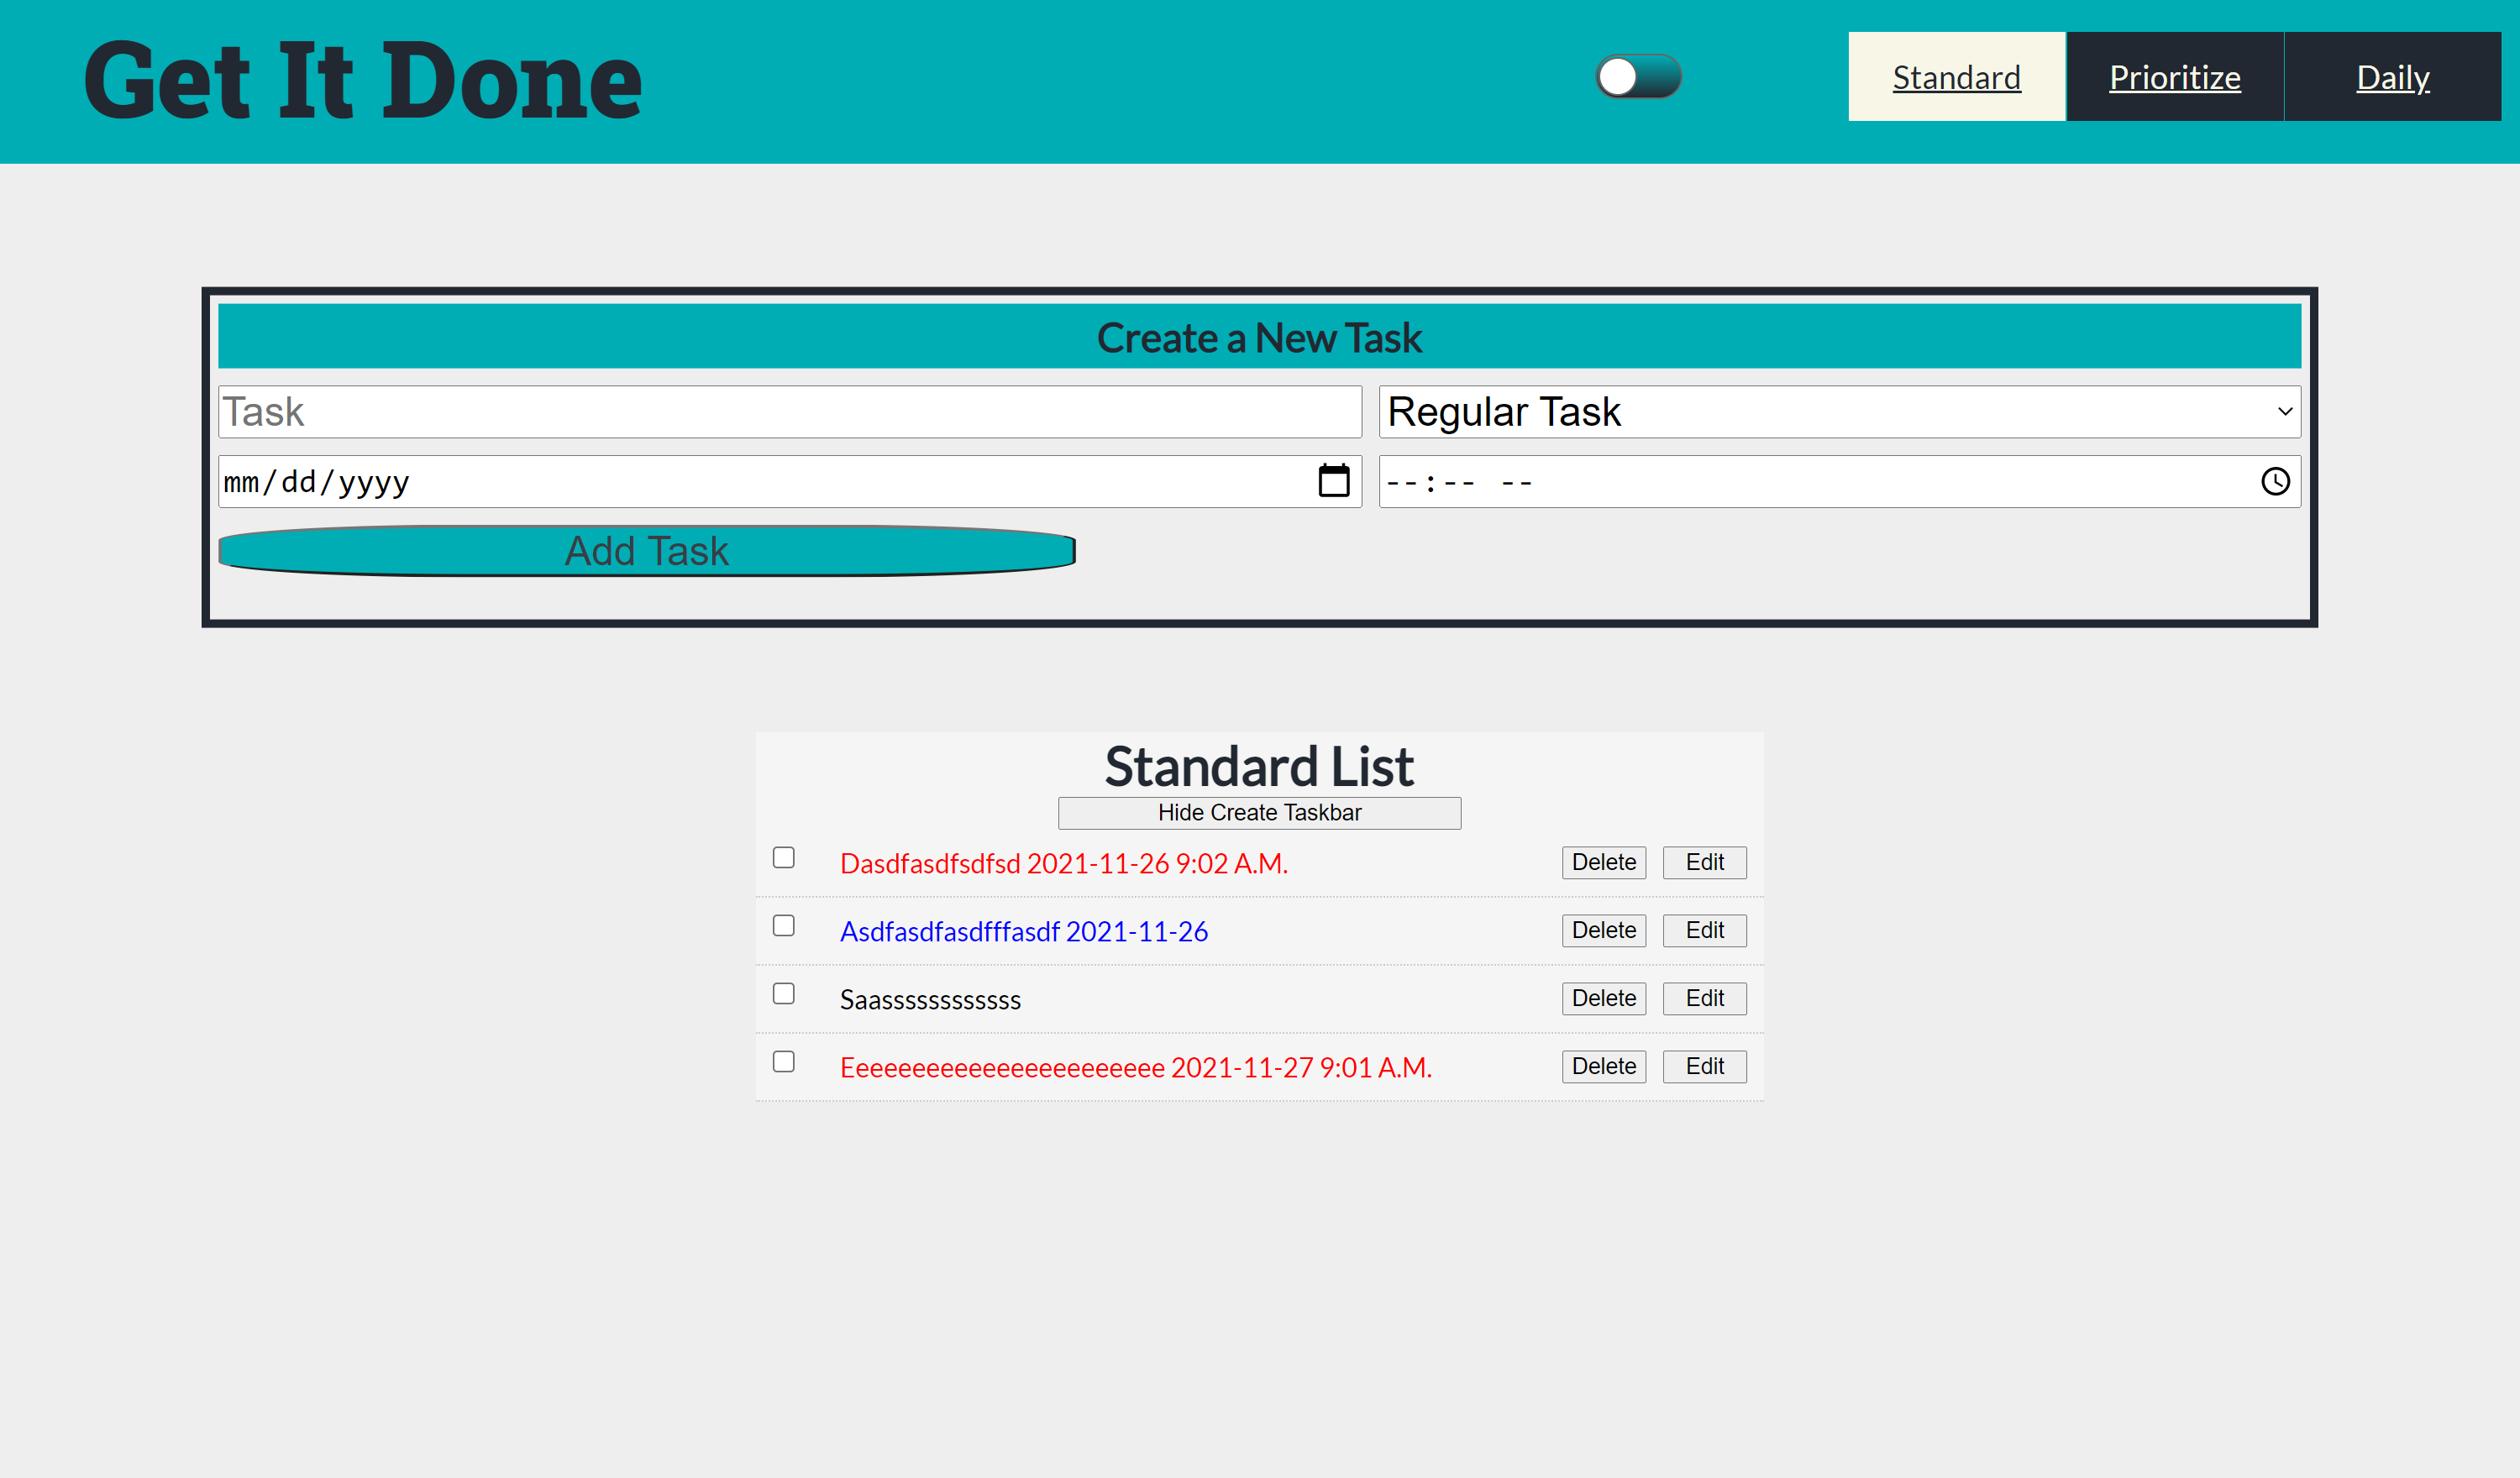 Get It Done
Standard Prioritize Daily
Create a New Task
Task Regular Task
mm/dd/yyyy --:-- --
Add Task
Standard List
Hide Create Taskbar
Dasdfasdfsdfsd 2021-11-26 9:02 A.M. Delete Edit
Asdfasdfasdfffasdf 2021-11-26 Delete Edit
Saassssssssssss Delete Edit
Eeeeeeeeeeeeeeeeeeeeeee 2021-11-27 9:01 A.M. Delete Edit